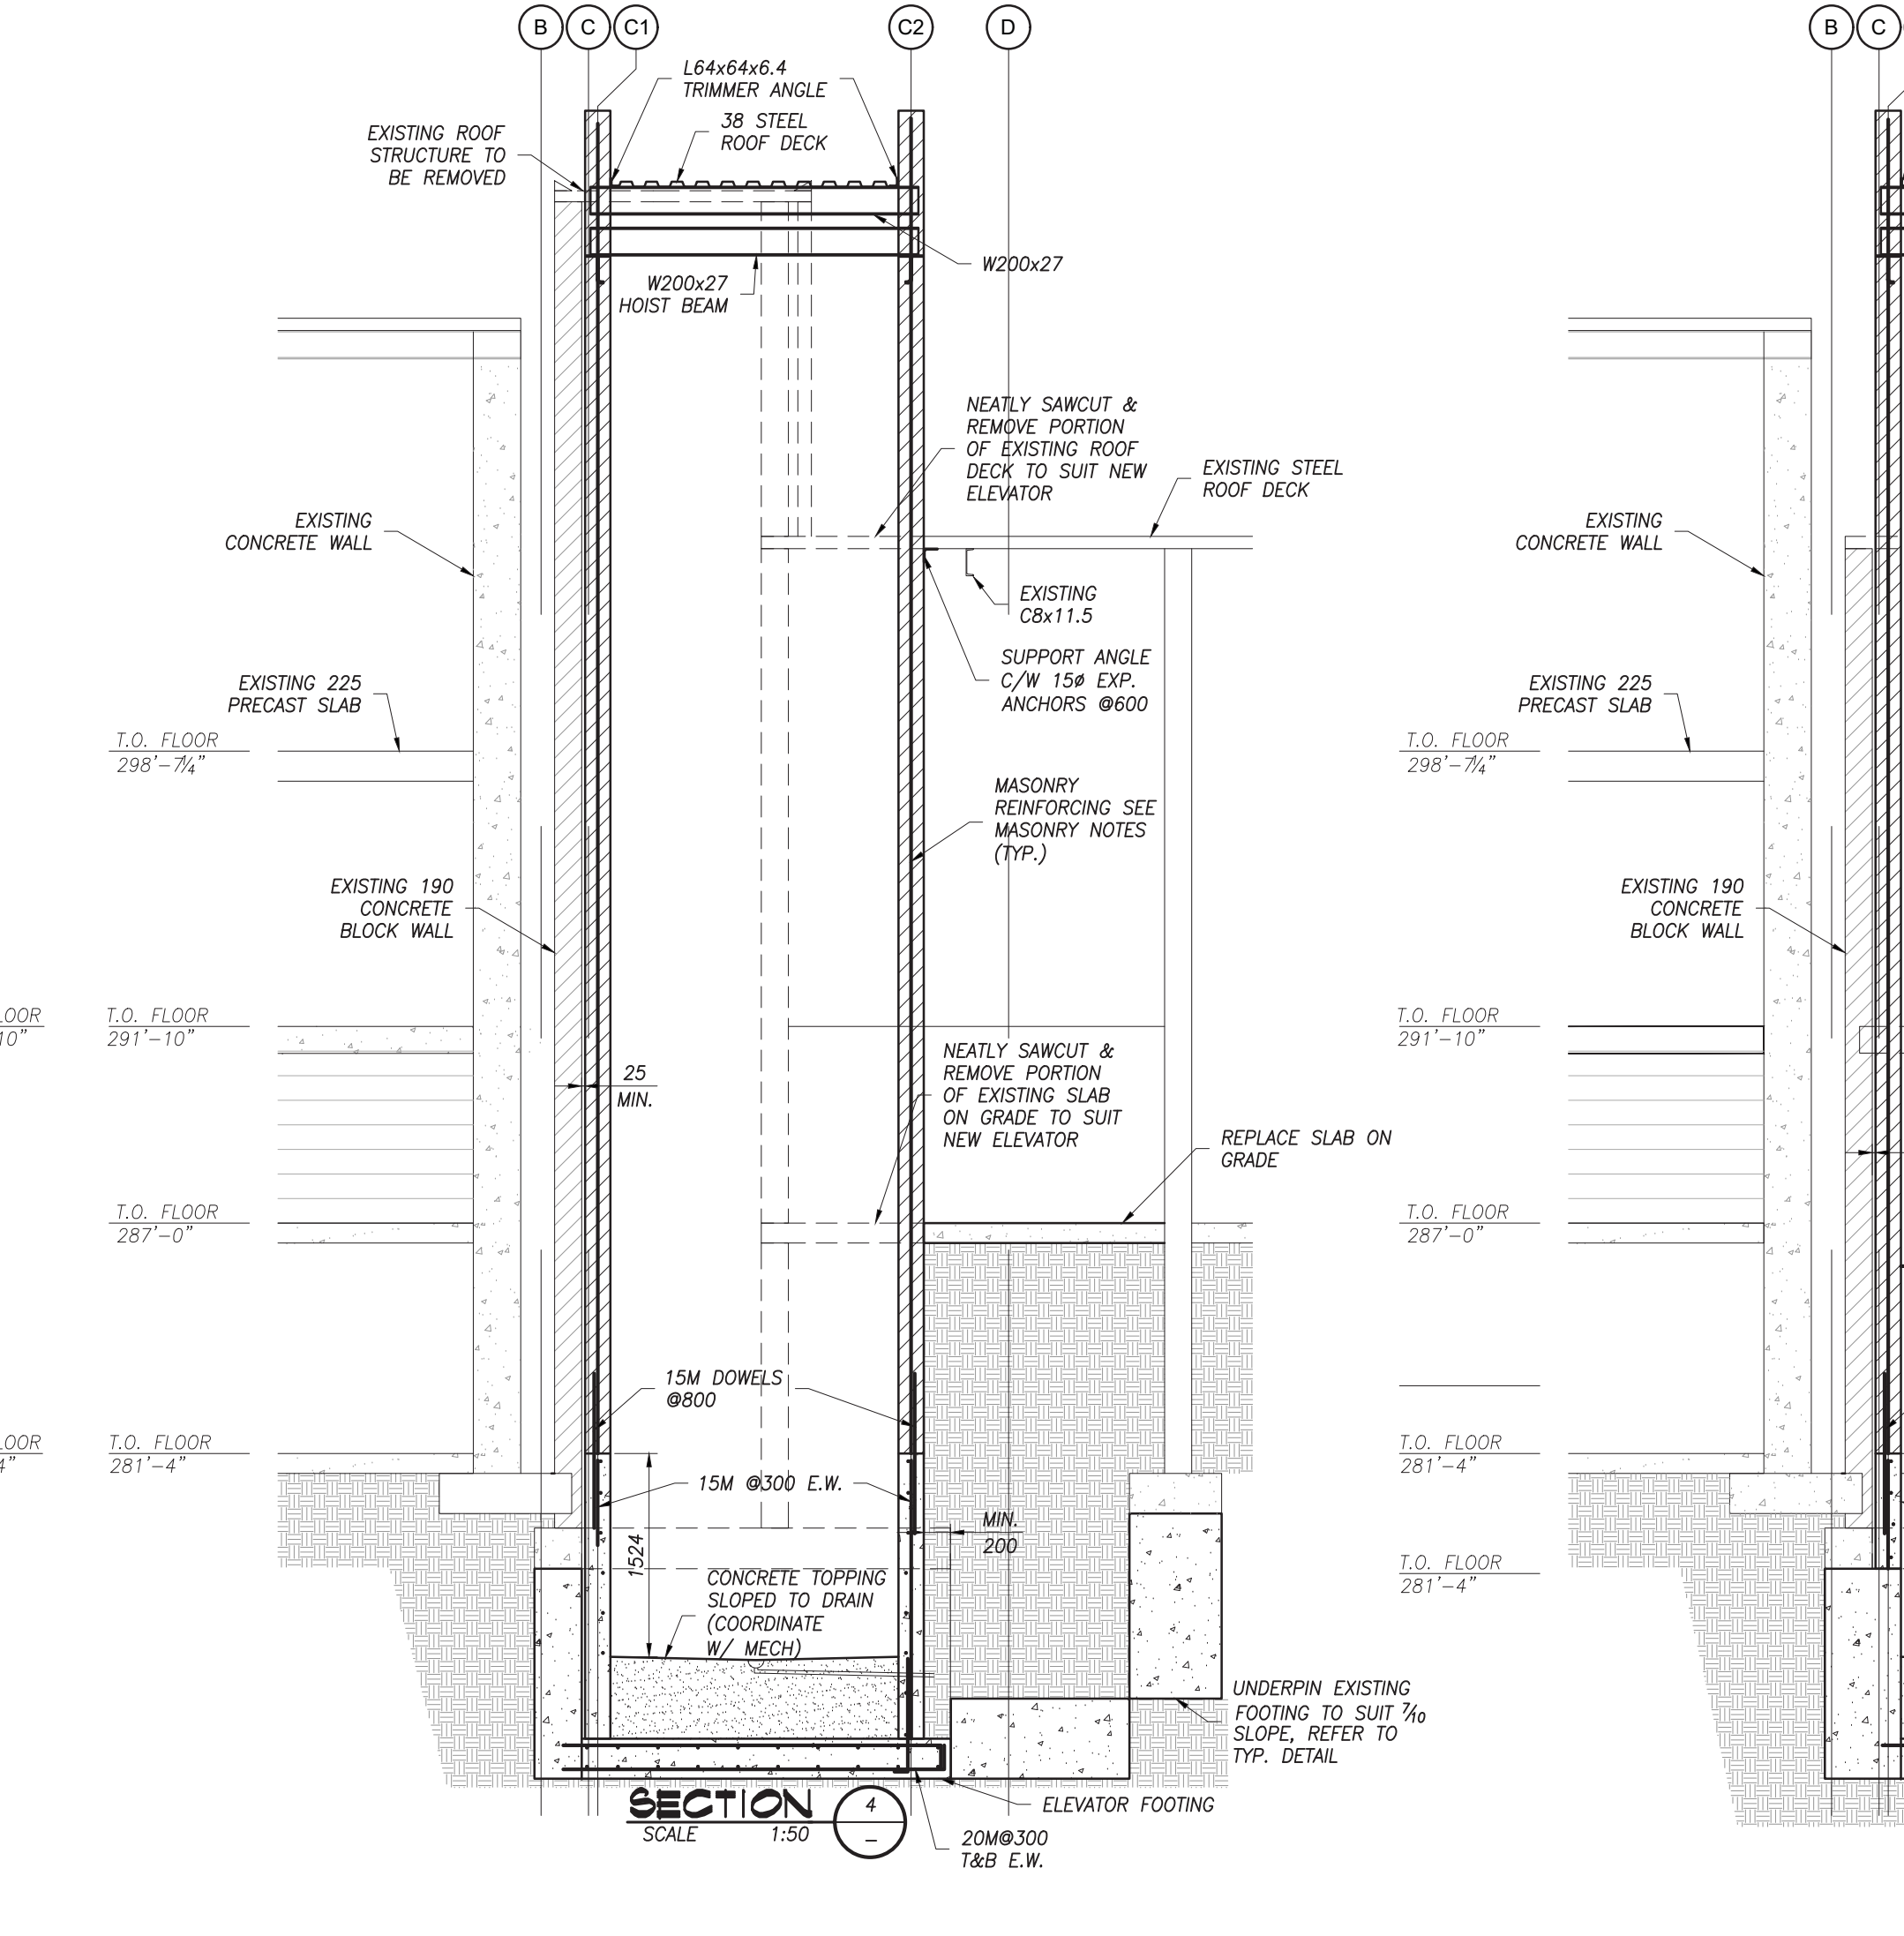 B
C
C1
C2
D
B
C
L64x64x6.4
TRIMMER ANGLE
38 STEEL
ROOF DECK
EXISTING ROOF
STRUCTURE TO
BE REMOVED
W200x27
W200x27
HOIST BEAM
NEATLY SAWCUT &
REMOVE PORTION
OF EXISTING ROOF
DECK TO SUIT NEW
ELEVATOR
EXISTING STEEL
ROOF DECK
EXISTING
CONCRETE WALL
EXISTING
C8x11.5
SUPPORT ANGLE
C/W 15ø EXP.
ANCHORS @600
EXISTING 225
PRECAST SLAB
T.O. FLOOR
298'-7¼"
MASONRY
REINFORCING SEE
MASONRY NOTES
(TYP.)
EXISTING 190
CONCRETE
BLOCK WALL
LOOR
10"
T.O. FLOOR
291'-10"
25
MIN.
NEATLY SAWCUT &
REMOVE PORTION
OF EXISTING SLAB
ON GRADE TO SUIT
NEW ELEVATOR
REPLACE SLAB ON
GRADE
T.O. FLOOR
287'-0"
15M DOWELS
@800
LOOR
4"
T.O. FLOOR
281'-4"
15M @300 E.W.
MIN.
200
1524
CONCRETE TOPPING
SLOPED TO DRAIN
(COORDINATE
W/ MECH)
UNDERPIN EXISTING
FOOTING TO SUIT 7/10
SLOPE, REFER TO
TYP. DETAIL
ELEVATOR FOOTING
20M@300
T&B E.W.
SECTION
SCALE 1:50
4
–
EXISTING
CONCRETE WALL
EXISTING 225
PRECAST SLAB
T.O. FLOOR
298'-7¼"
EXISTING 190
CONCRETE
BLOCK WALL
T.O. FLOOR
291'-10"
T.O. FLOOR
287'-0"
T.O. FLOOR
281'-4"
T.O. FLOOR
281'-4"